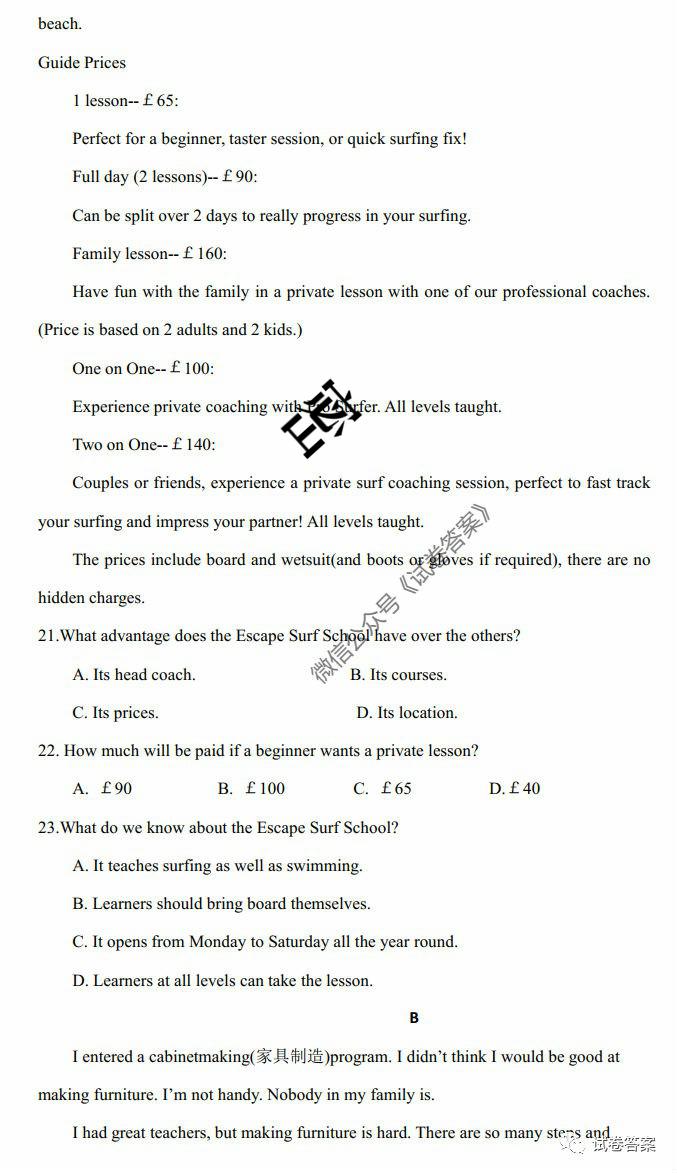 beach.
Guide Prices
1 lesson--￡65:
Perfect for a beginner, taster session, or quick surfing fix!
Full day (2 lessons)--￡90:
Can be split over 2 days to really progress in your surfing.
Family lesson--￡160:
Have fun with the family in a private lesson with one of our professional coaches.
(Price is based on 2 adults and 2 kids.)
One on One--￡100:
Experience private coaching with Pro Surfer. All levels taught.
密
Two on One--￡140:
Couples or friends, experience a private surf coaching session, perfect to fast track
your surfing and impress your partner! All levels taught.
The prices include board and wetsuit(and boots or gloves if required), there are no
hidden charges.
微信公众号《试卷答案》
21.What advantage does the Escape Surf School have over the others?
A. Its head coach. B. Its courses.
C. Its prices. D. Its location.
22. How much will be paid if a beginner wants a private lesson?
A. ￡90 B. ￡100 C. ￡65 D.￡40
23.What do we know about the Escape Surf School?
A. It teaches surfing as well as swimming.
B. Learners should bring board themselves.
C. It opens from Monday to Saturday all the year round.
D. Learners at all levels can take the lesson.
B
I entered a cabinetmaking(家具制造)program. I didn't think I would be good at
making furniture. I'm not handy. Nobody in my family is.
I had great teachers, but making furniture is hard. There are so many steps and
试卷答案